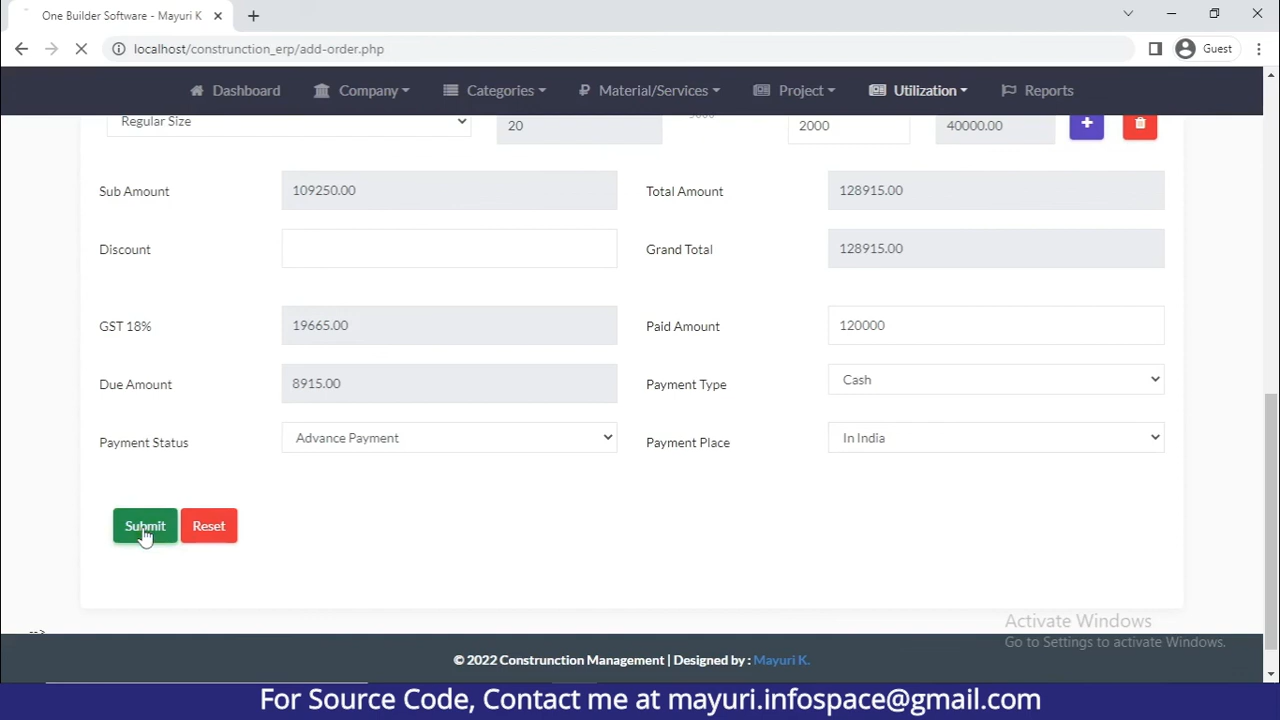 One Builder Software - Mayuri K
localhost/construnction_erp/add-order.php
Guest
Dashboard Company Categories Material/Services Project Utilization Reports
Regular Size 20 5000 2000 40000.00
Sub Amount 109250.00 Total Amount 128915.00
Discount Grand Total 128915.00
GST 18% 19665.00 Paid Amount 120000
Due Amount 8915.00 Payment Type Cash
Payment Status Advance Payment Payment Place In India
Submit Reset
-->
Activate Windows
Go to Settings to activate Windows.
© 2022 Construnction Management | Designed by : Mayuri K.
For Source Code, Contact me at mayuri.infospace@gmail.com